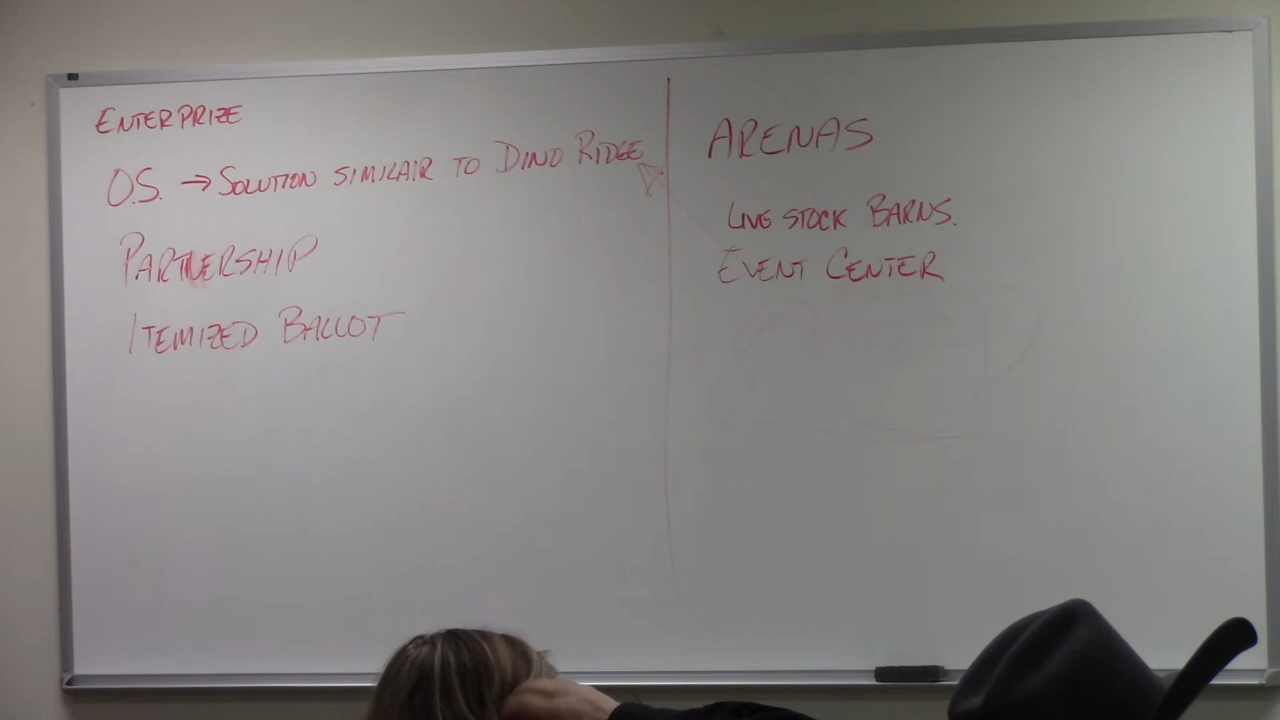 ENTERPRIZE
O.S. → SOLUTION SIMILAIR TO DINO RIDGE
PARTNERSHIP
ITEMIZED BALLOT
ARENAS
LIVE STOCK BARNS.
EVENT CENTER